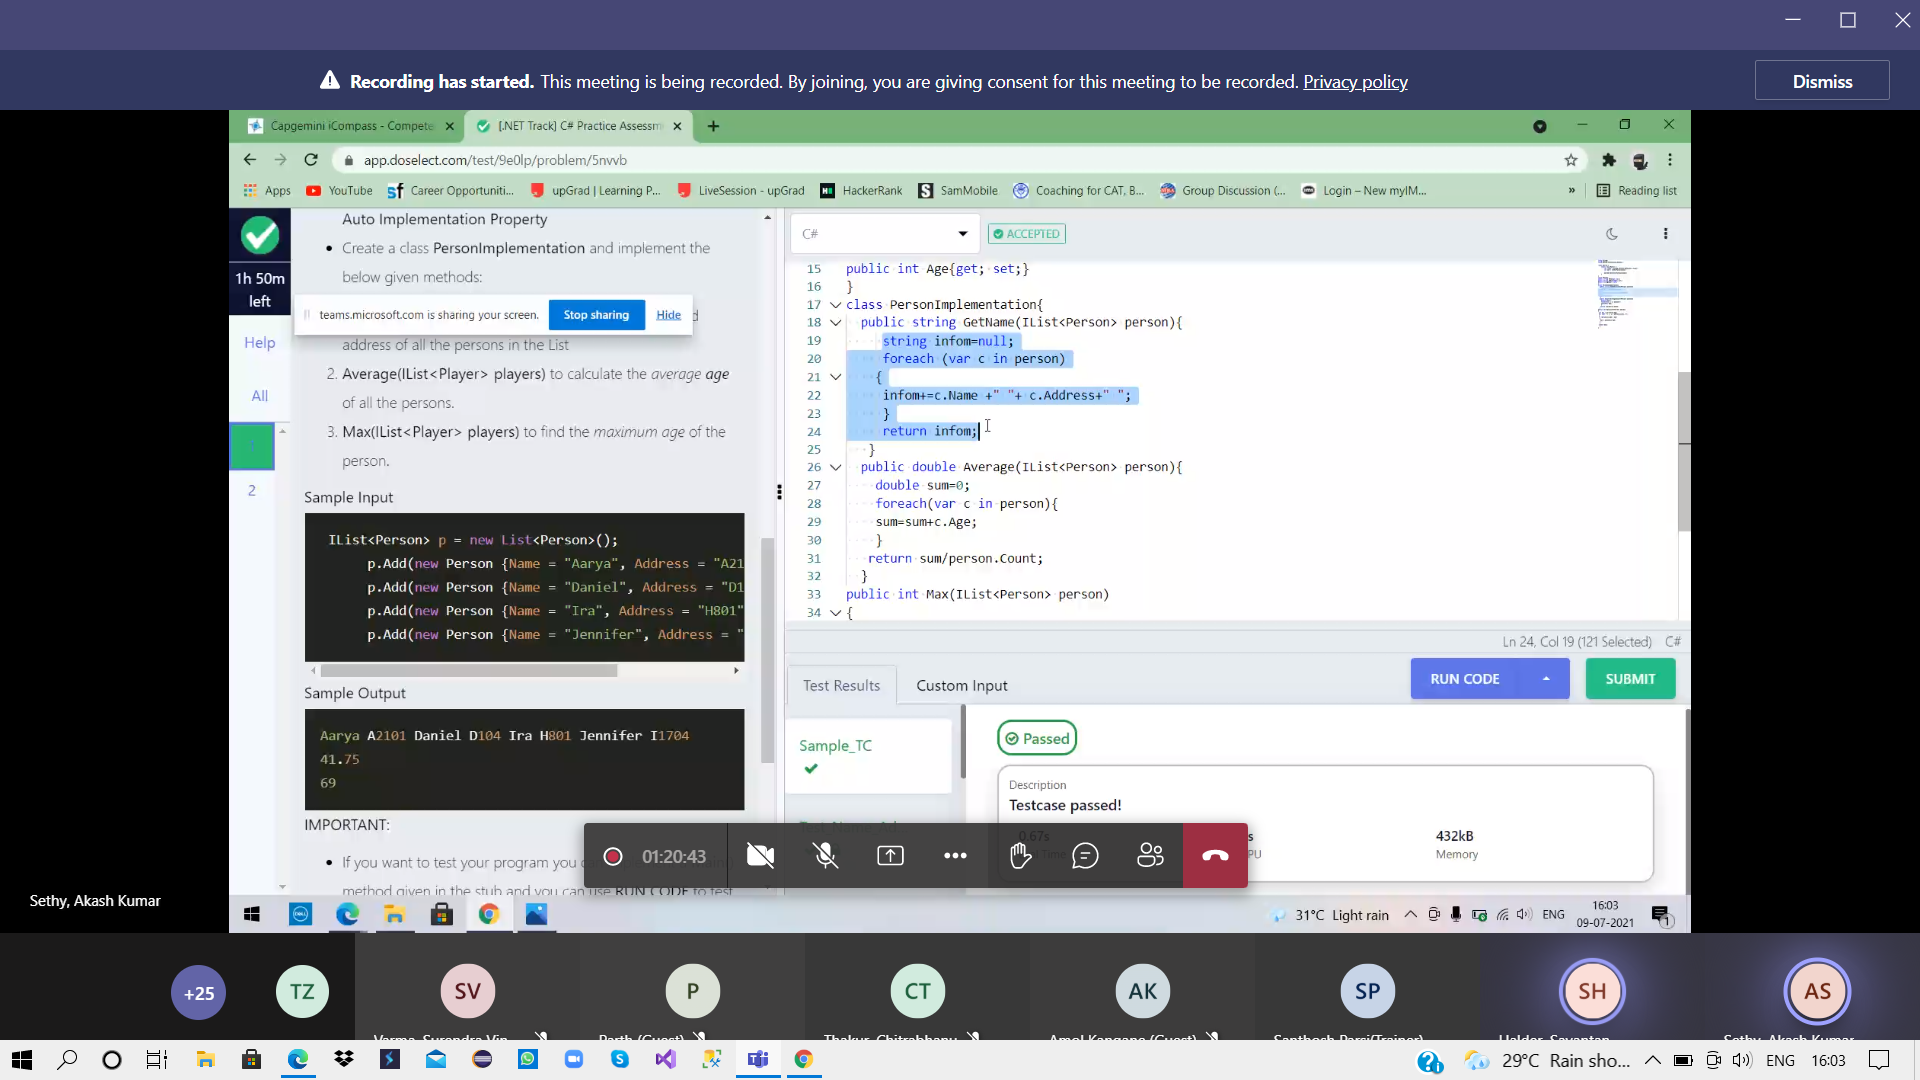 Recording has started. This meeting is being recorded. By joining, you are giving consent for this meeting to be recorded. Privacy policy
Dismiss
Capgemini iCompass - Compete
[.NET Track] C# Practice Assessm
app.doselect.com/test/9e0lp/problem/5nvvb
Apps
YouTube
Career Opportuniti...
upGrad | Learning P...
LiveSession - upGrad
HackerRank
SamMobile
Coaching for CAT, B...
Group Discussion (...
Login – New myIM...
»
Reading list
1h 50m
left
Help
All
2
Auto Implementation Property
• Create a class PersonImplementation and implement the
below given methods:
teams.microsoft.com is sharing your screen.
Stop sharing
Hide
address of all the persons in the List
2. Average(IList<Player> players) to calculate the average age
of all the persons.
3. Max(IList<Player> players) to find the maximum age of the
person.
Sample Input
IList<Person> p = new List<Person>();
p.Add(new Person {Name = "Aarya", Address = "A21
p.Add(new Person {Name = "Daniel", Address = "D1
p.Add(new Person {Name = "Ira", Address = "H801"
p.Add(new Person {Name = "Jennifer", Address = "
Sample Output
Aarya A2101 Daniel D104 Ira H801 Jennifer I1704
41.75
69
IMPORTANT:
• If you want to test your program you
method given in the stub and you can use RUN CODE to test
C#
ACCEPTED
15 public int Age{get; set;}
16 }
17 class PersonImplementation{
18 public string GetName(IList<Person> person){
19 string infom=null;
20 foreach (var c in person)
21 {
22 infom+=c.Name +" "+ c.Address+" ";
23 }
24 return infom;
25 }
26 public double Average(IList<Person> person){
27 double sum=0;
28 foreach(var c in person){
29 sum=sum+c.Age;
30 }
31 return sum/person.Count;
32 }
33 public int Max(IList<Person> person)
34 {
Ln 24, Col 19 (121 Selected) C#
Test Results
Custom Input
RUN CODE
SUBMIT
Sample_TC
Passed
Description
Testcase passed!
0.67s
432kB
Memory
01:20:43
Sethy, Akash Kumar
31°C Light rain
ENG
16:03
09-07-2021
1
+25
TZ
SV
P
CT
AK
SP
SH
AS
Varma, Surendra Vin...
Parth (Guest)
Thakur, Chitrabhanu
Amol Kangane (Guest)
Santhosh Parsi(Trainer)
Halder, Sayantan
Sethy, Akash Kumar
29°C Rain sho...
ENG
16:03